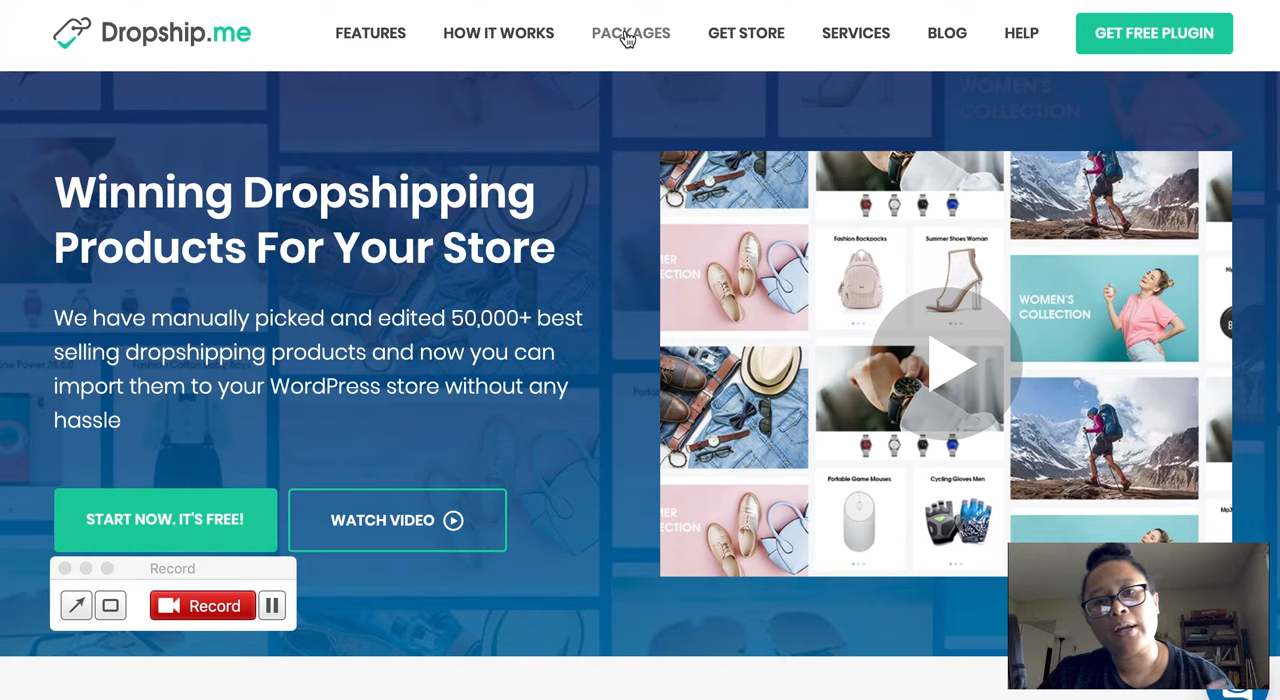 Dropship.me
FEATURES
HOW IT WORKS
PACKAGES
GET STORE
SERVICES
BLOG
HELP
GET FREE PLUGIN
WOMEN'S
COLLECTION
Winning Dropshipping
Products For Your Store
We have manually picked and edited 50,000+ best
selling dropshipping products and now you can
import them to your WordPress store without any
hassle
START NOW. IT'S FREE!
WATCH VIDEO
Fashion Backpacks
Summer Shoes Woman
WOMEN'S
COLLECTION
Portable Game Mouses
Cycling Gloves Men
Record
Record